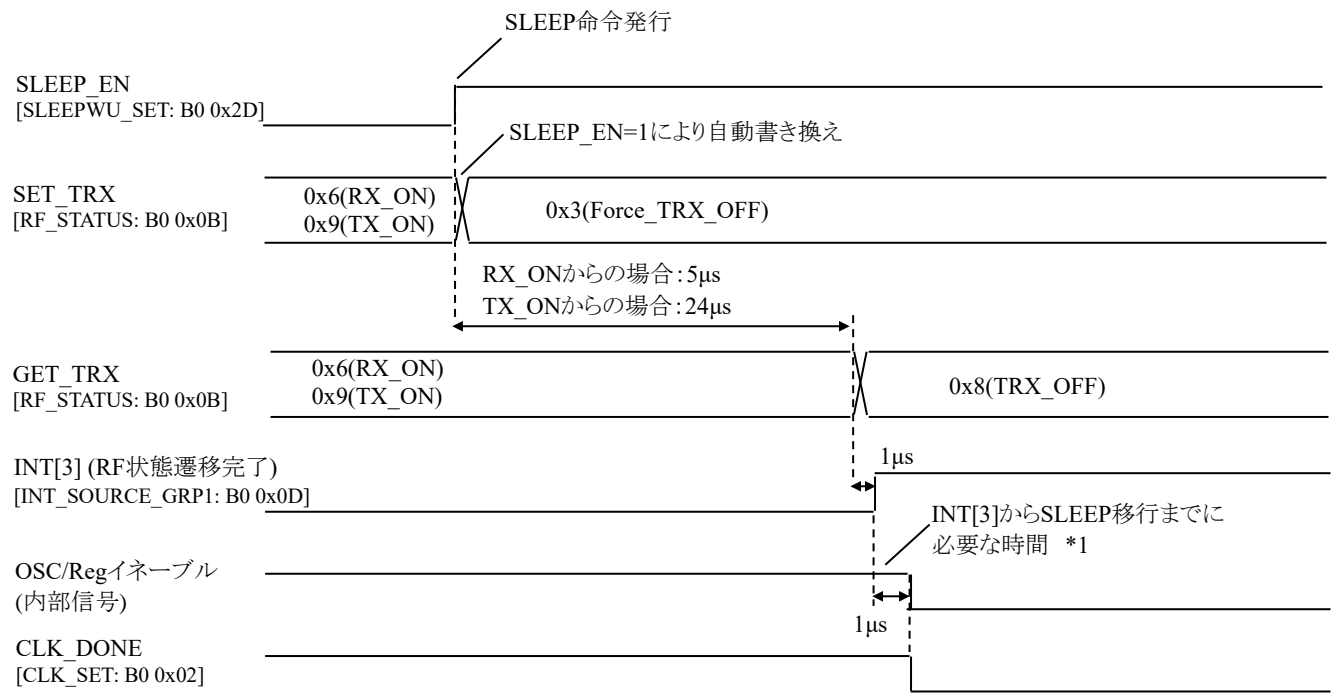 SLEEP命令発行
SLEEP_EN
[SLEEPWU_SET: B0 0x2D]
SLEEP_EN=1により自動書き換え
SET_TRX
[RF_STATUS: B0 0x0B]
0x6(RX_ON)
0x9(TX_ON)
0x3(Force_TRX_OFF)
RX_ONからの場合:5μs
TX_ONからの場合:24μs
GET_TRX
[RF_STATUS: B0 0x0B]
0x6(RX_ON)
0x9(TX_ON)
0x8(TRX_OFF)
INT[3] (RF状態遷移完了)
[INT_SOURCE_GRP1: B0 0x0D]
1μs
INT[3]からSLEEP移行までに
必要な時間 *1
OSC/Regイネーブル
(内部信号)
1μs
CLK_DONE
[CLK_SET: B0 0x02]